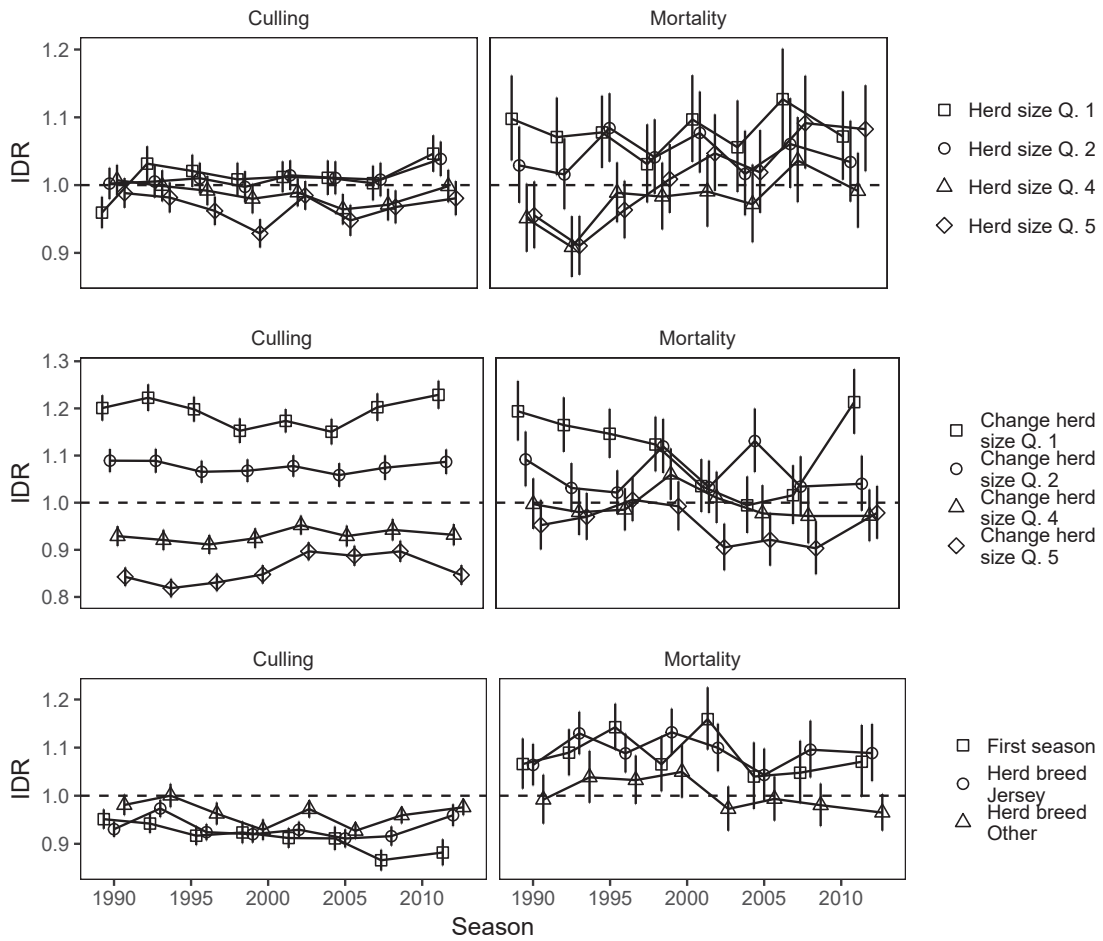 Culling Mortality
1.2
1.1
1.0
0.9
IDR
Herd size Q. 1
Herd size Q. 2
Herd size Q. 4
Herd size Q. 5
Culling Mortality
1.3
1.2
1.1
1.0
0.9
0.8
IDR
Change herd
size Q. 1
Change herd
size Q. 2
Change herd
size Q. 4
Change herd
size Q. 5
Culling Mortality
1.2
1.1
1.0
0.9
IDR
First season
Herd breed
Jersey
Herd breed
Other
1990 1995 2000 2005 2010 1990 1995 2000 2005 2010
Season